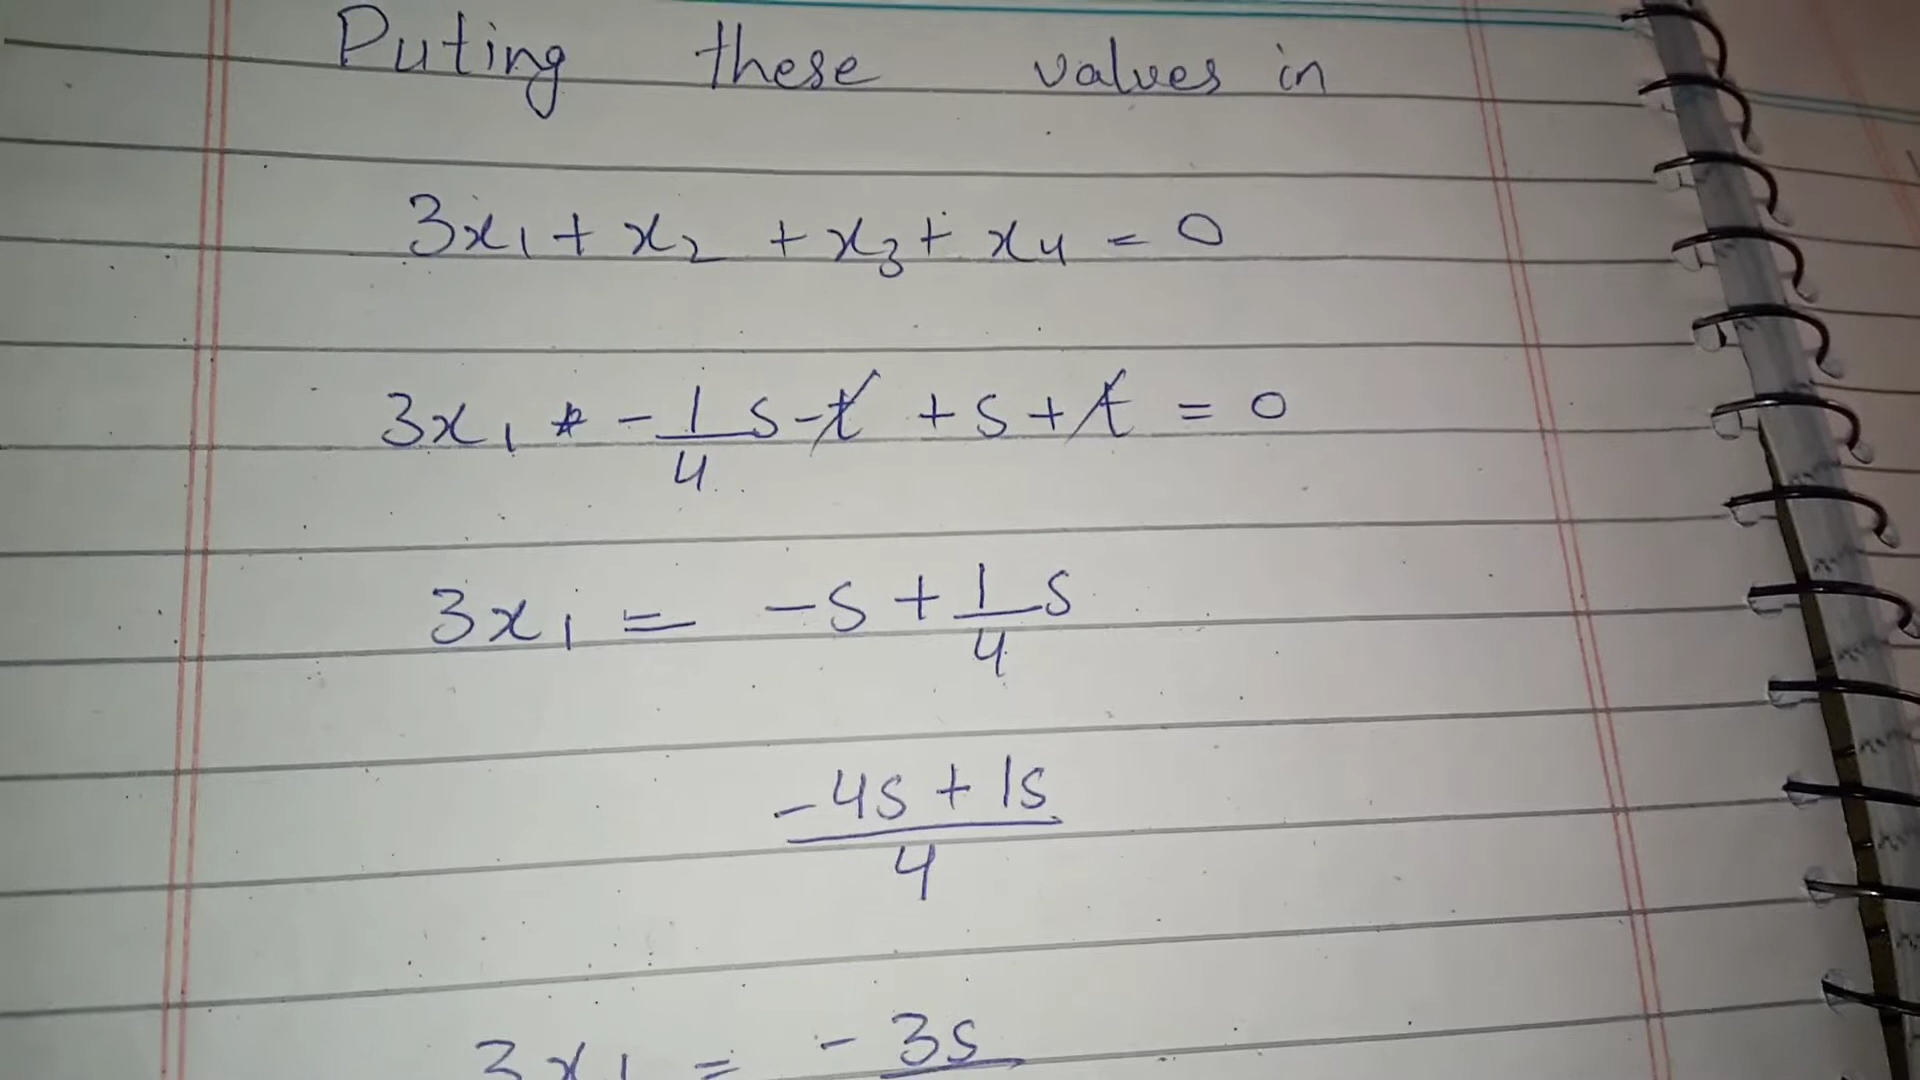 Puting these values in
3x₁ + x₂ + x₃ + x₄ = 0
3x₁ * - 1/4 s - t + s + t = 0
3x₁ = - s + 1/4 s
- 4s + 1s / 4
3x₁ = - 3s